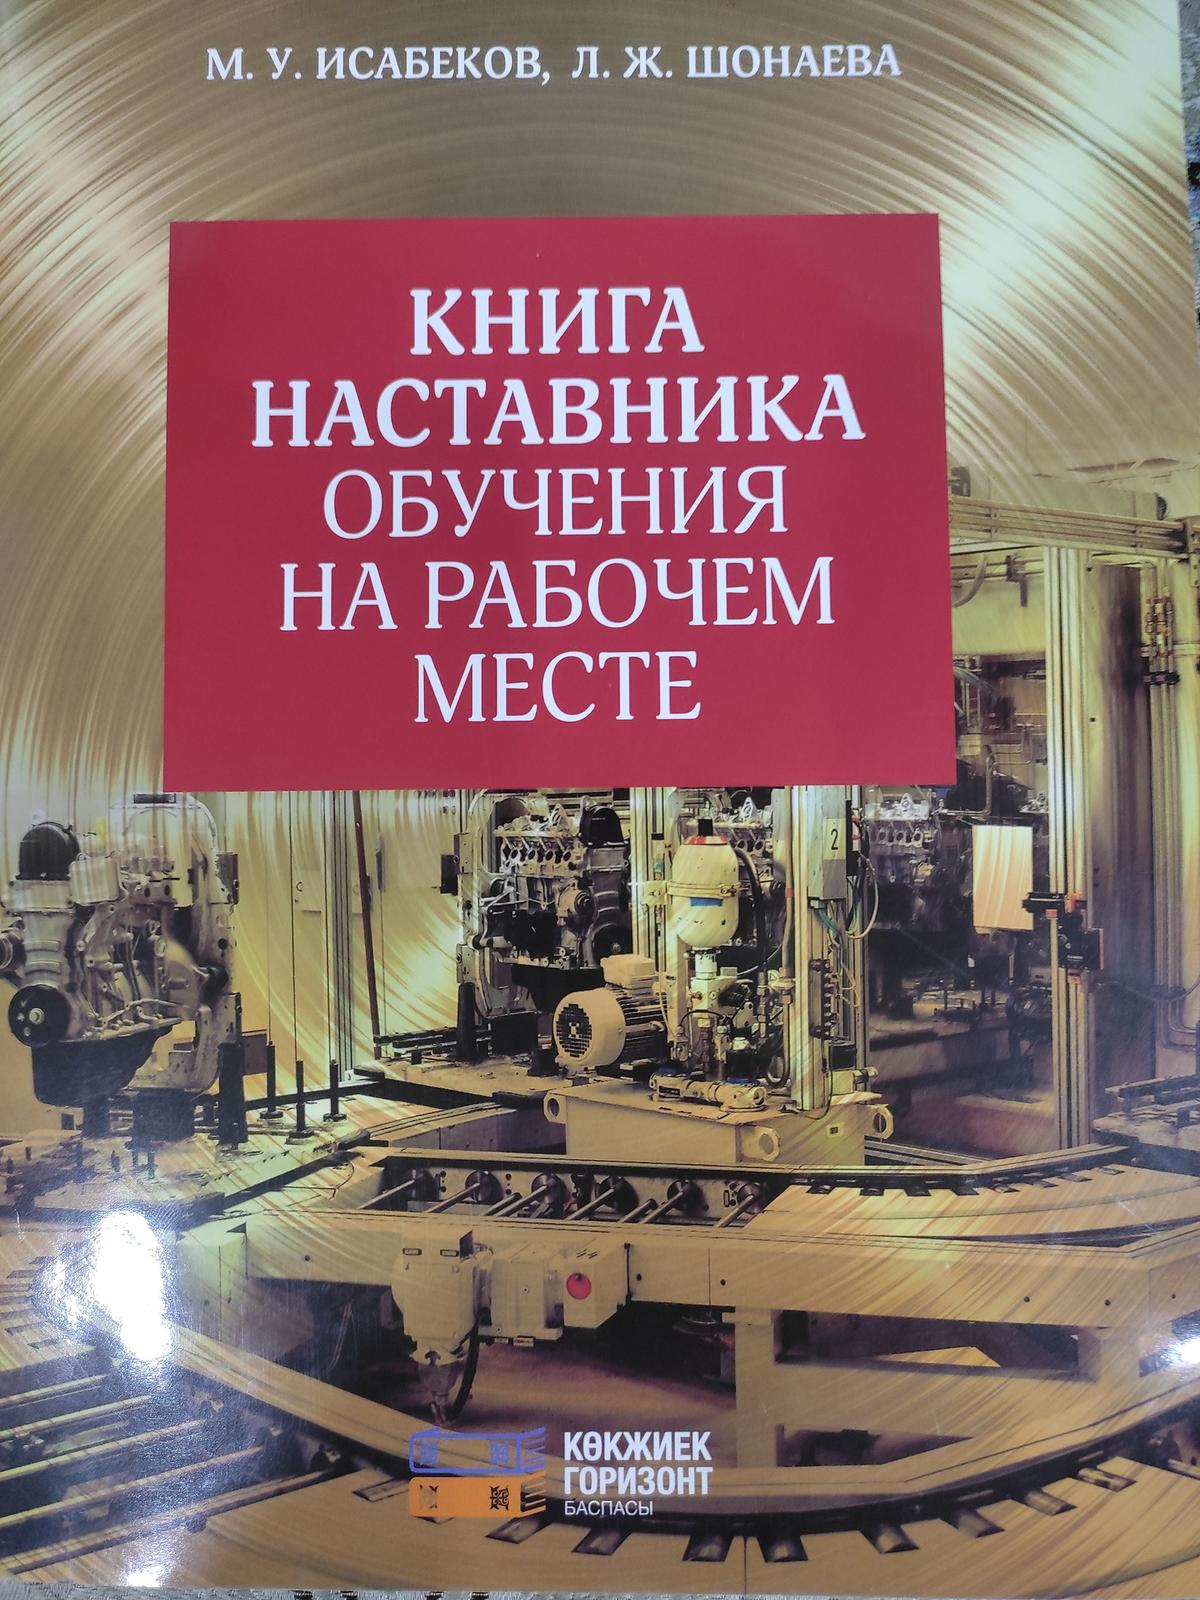 М. У. ИСАБЕКОВ, Л. Ж. ШОНАЕВА
КНИГА
НАСТАВНИКА
ОБУЧЕНИЯ
НА РАБОЧЕМ
МЕСТЕ
2
КӨКЖИЕК
ГОРИЗОНТ
БАСПАСЫ